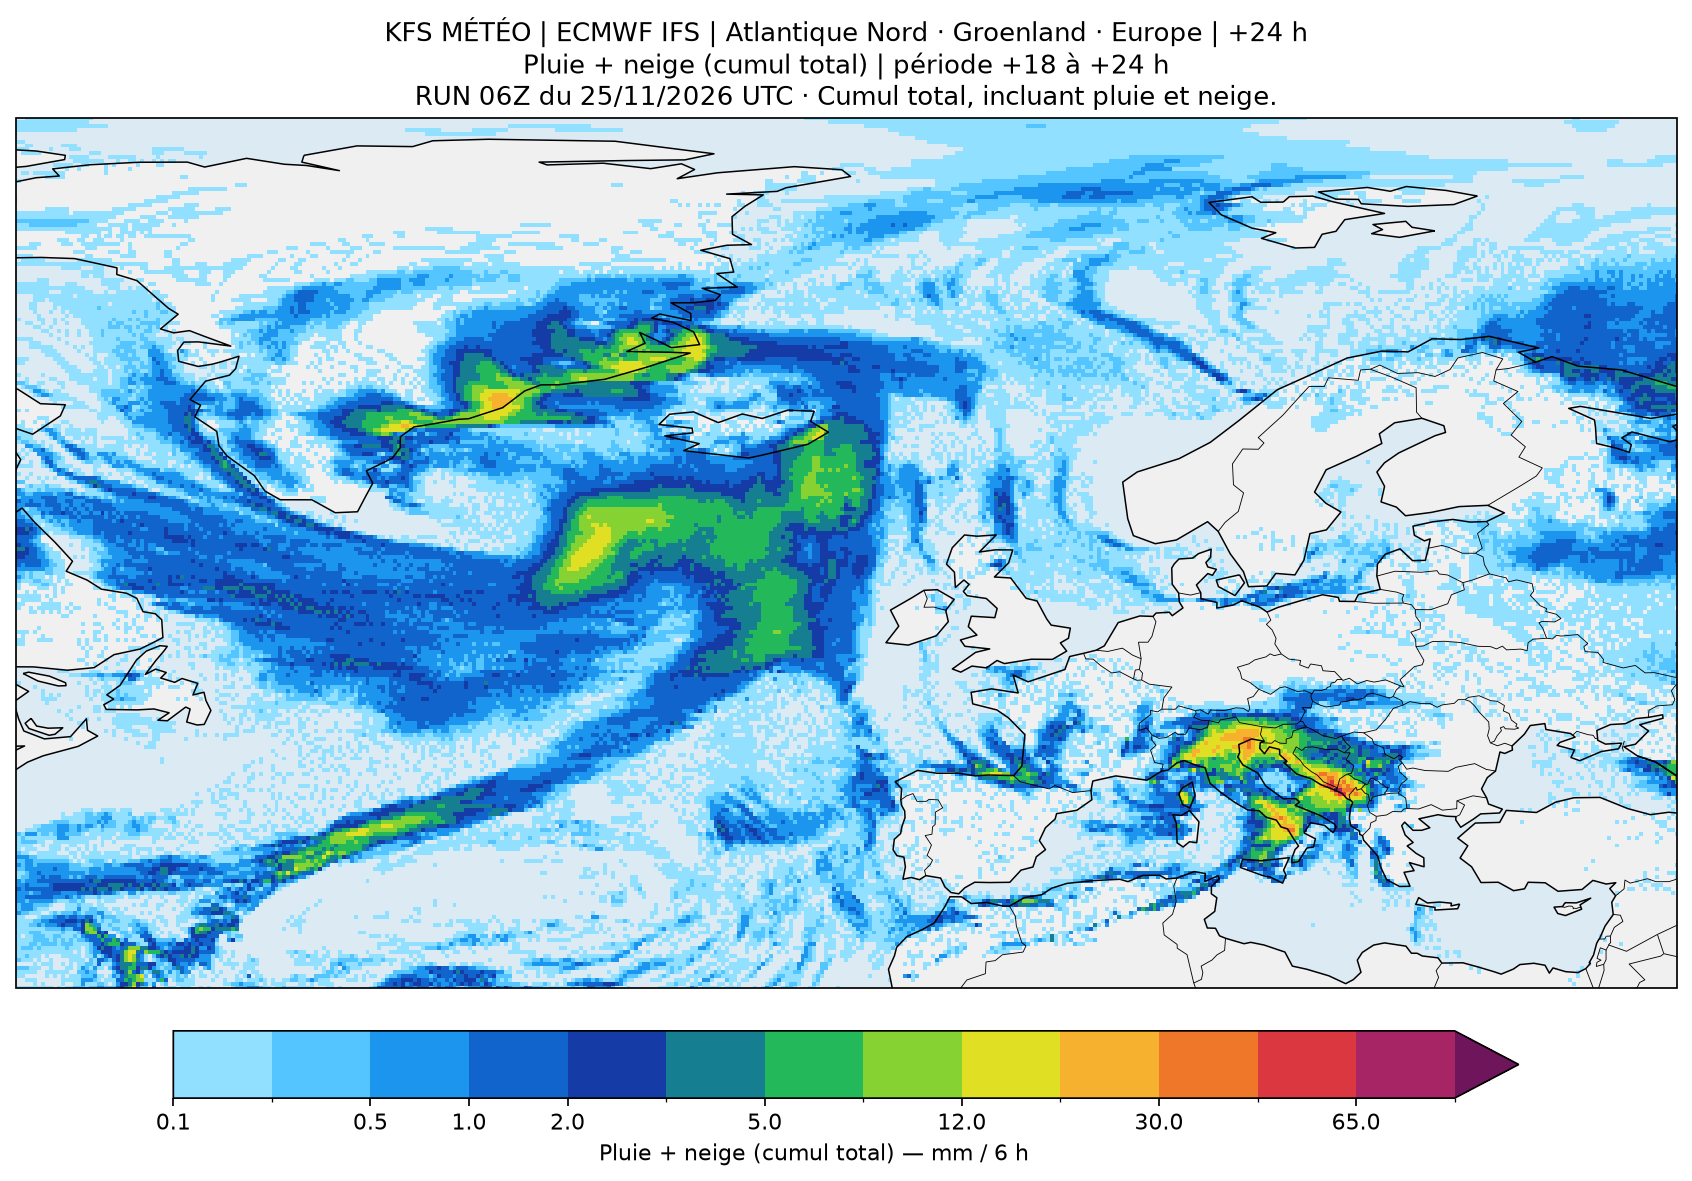 KFS MÉTÉO | ECMWF IFS | Atlantique Nord · Groenland · Europe | +24 h
Pluie + neige (cumul total) | période +18 à +24 h
RUN 06Z du 25/11/2026 UTC · Cumul total, incluant pluie et neige.
0.1 0.5 1.0 2.0 5.0 12.0 30.0 65.0
Pluie + neige (cumul total) — mm / 6 h